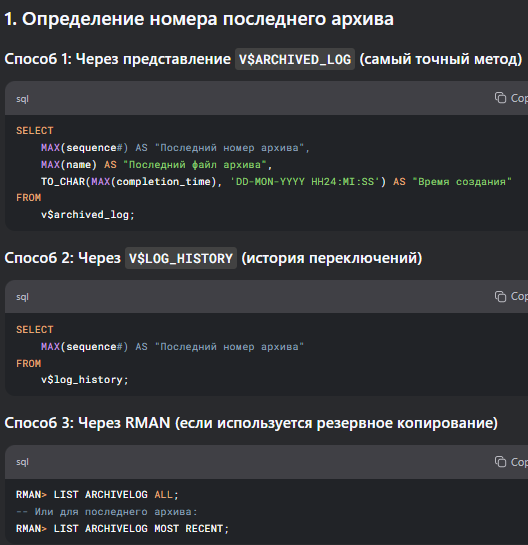 1. Определение номера последнего архива
Способ 1: Через представление V$ARCHIVED_LOG (самый точный метод)
sql
Cop
SELECT
MAX(sequence#) AS "Последний номер архива",
MAX(name) AS "Последний файл архива",
TO_CHAR(MAX(completion_time), 'DD-MON-YYYY HH24:MI:SS') AS "Время создания"
FROM
v$archived_log;
Способ 2: Через V$LOG_HISTORY (история переключений)
sql
Cop
SELECT
MAX(sequence#) AS "Последний номер архива"
FROM
v$log_history;
Способ 3: Через RMAN (если используется резервное копирование)
sql
Cop
RMAN> LIST ARCHIVELOG ALL;
-- Или для последнего архива:
RMAN> LIST ARCHIVELOG MOST RECENT;